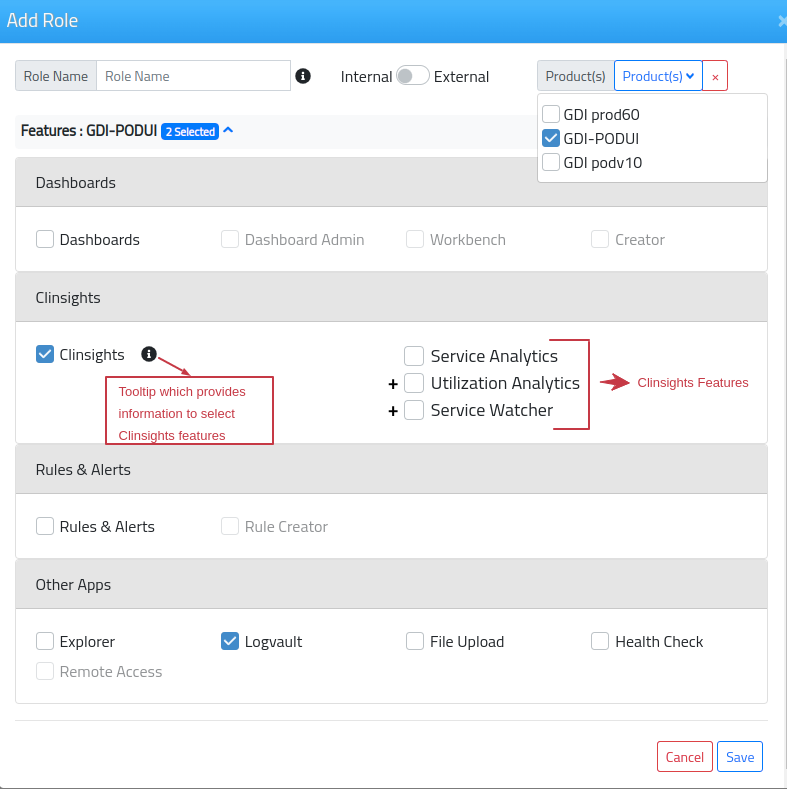 Add Role
Role Name Role Name Internal External Product(s) Product(s) ×
GDI prod60
GDI-PODUI
GDI podv10
Features : GDI-PODUI 2 Selected
Dashboards
Dashboards Dashboard Admin Workbench Creator
Clinsights
Clinsights
Tooltip which provides
information to select
Clinsights features
Service Analytics
+ Utilization Analytics
+ Service Watcher
Clinsights Features
Rules & Alerts
Rules & Alerts Rule Creator
Other Apps
Explorer Logvault File Upload Health Check
Remote Access
Cancel Save